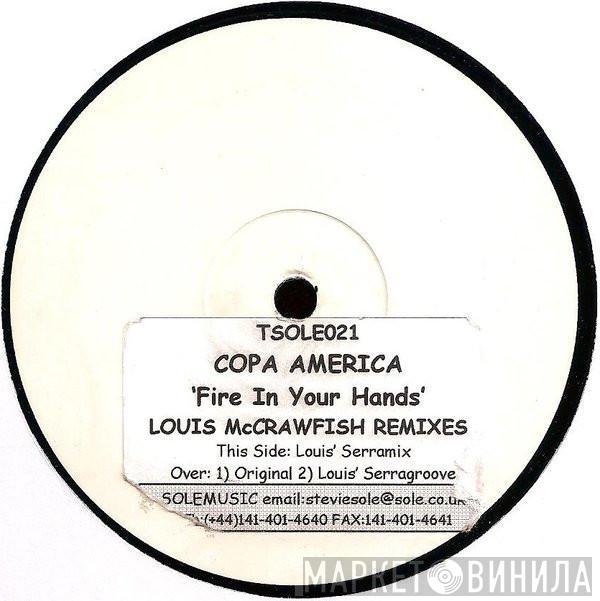 TSOLE021
COPA AMERICA
'Fire In Your Hands'
LOUIS McCRAWFISH REMIXES
This Side: Louis' Serramix
Over: 1) Original 2) Louis' Serragroove
SOLEMUSIC email:steviesole@sole.co.uk
(+44)141-401-4640 FAX:141-401-4641
МАРКЕТ ВИНИЛА